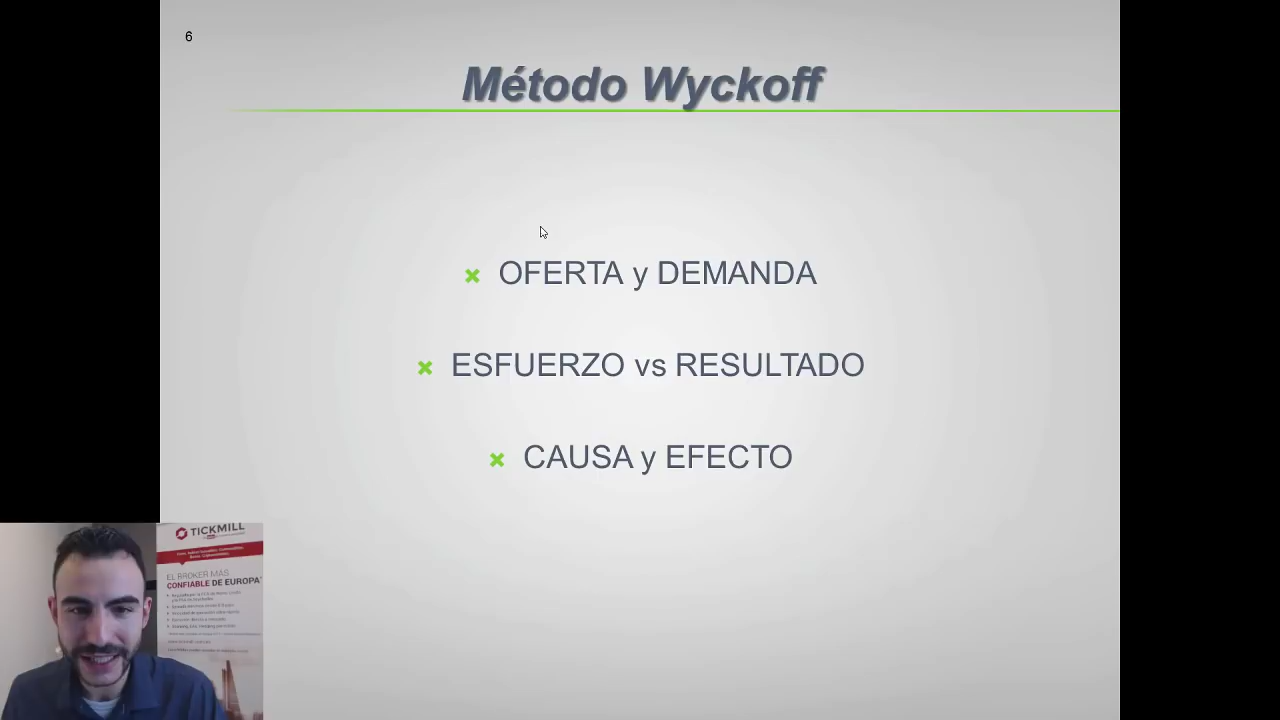 6
Método Wyckoff
OFERTA y DEMANDA
ESFUERZO vs RESULTADO
CAUSA y EFECTO
TICKMILL
EL BROKER MÁS
CONFIABLE DE EUROPA